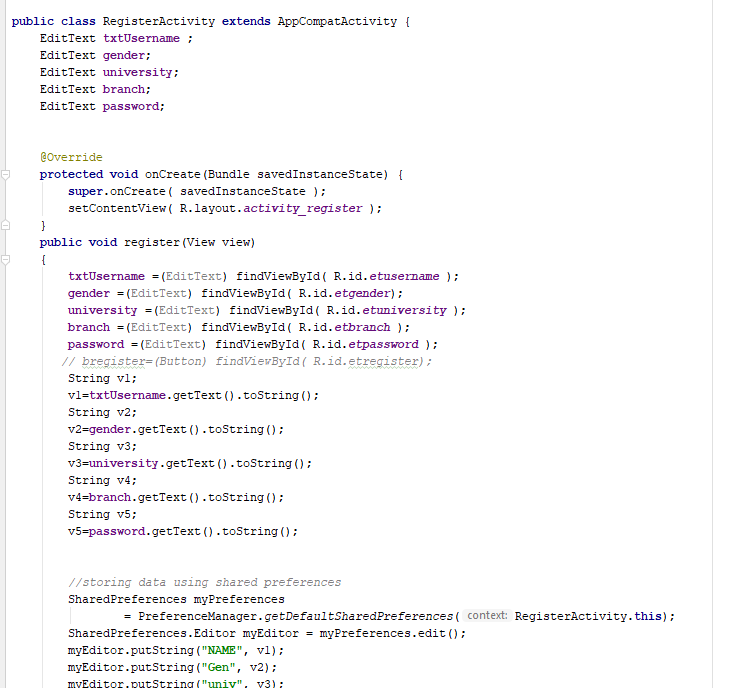 public class RegisterActivity extends AppCompatActivity {
EditText txtUsername ;
EditText gender;
EditText university;
EditText branch;
EditText password;
@Override
protected void onCreate(Bundle savedInstanceState) {
super.onCreate( savedInstanceState );
setContentView( R.layout.activity_register );
}
public void register(View view)
{
txtUsername =(EditText) findViewById( R.id.etusername );
gender =(EditText) findViewById( R.id.etgender);
university =(EditText) findViewById( R.id.etuniversity );
branch =(EditText) findViewById( R.id.etbranch );
password =(EditText) findViewById( R.id.etpassword );
// bregister=(Button) findViewById( R.id.etregister);
String v1;
v1=txtUsername.getText().toString();
String v2;
v2=gender.getText().toString();
String v3;
v3=university.getText().toString();
String v4;
v4=branch.getText().toString();
String v5;
v5=password.getText().toString();
//storing data using shared preferences
SharedPreferences myPreferences
= PreferenceManager.getDefaultSharedPreferences( context: RegisterActivity.this);
SharedPreferences.Editor myEditor = myPreferences.edit();
myEditor.putString("NAME", v1);
myEditor.putString("Gen", v2);
myEditor.putString("univ", v3);